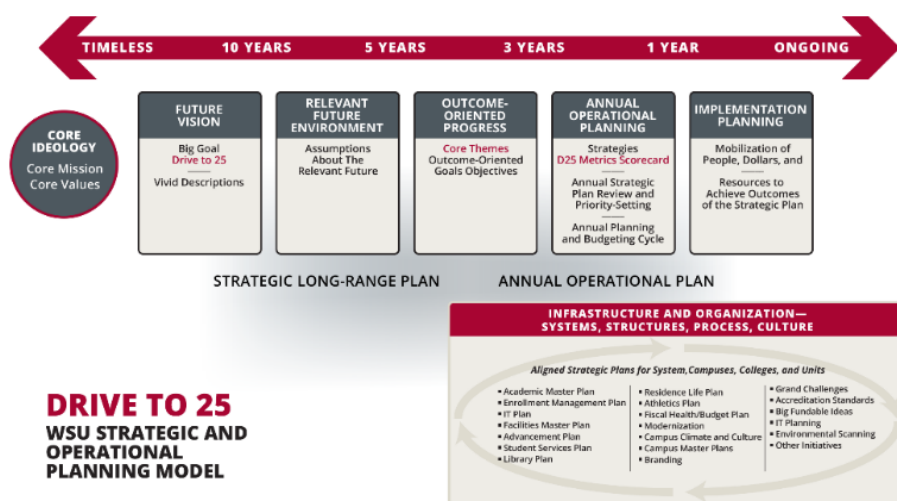 TIMELESS 10 YEARS 5 YEARS 3 YEARS 1 YEAR ONGOING
CORE
IDEOLOGY
Core Mission
Core Values
FUTURE
VISION
Big Goal
Drive to 25
Vivid Descriptions
RELEVANT
FUTURE
ENVIRONMENT
Assumptions
About The
Relevant Future
OUTCOME-
ORIENTED
PROGRESS
Core Themes
Outcome-Oriented
Goals Objectives
ANNUAL
OPERATIONAL
PLANNING
Strategies
D25 Metrics Scorecard
Annual Strategic
Plan Review and
Priority-Setting
Annual Planning
and Budgeting Cycle
IMPLEMENTATION
PLANNING
Mobilization of
People, Dollars, and
Resources to
Achieve Outcomes
of the Strategic Plan
STRATEGIC LONG-RANGE PLAN
ANNUAL OPERATIONAL PLAN
INFRASTRUCTURE AND ORGANIZATION—
SYSTEMS, STRUCTURES, PROCESS, CULTURE
Aligned Strategic Plans for System,Campuses, Colleges, and Units
▪ Academic Master Plan
▪ Enrollment Management Plan
▪ IT Plan
▪ Facilities Master Plan
▪ Advancement Plan
▪ Student Services Plan
▪ Library Plan
▪ Residence Life Plan
▪ Athletics Plan
▪ Fiscal Health/Budget Plan
▪ Modernization
▪ Campus Climate and Culture
▪ Campus Master Plans
▪ Branding
▪ Grand Challenges
▪ Accreditation Standards
▪ Big Fundable Ideas
▪ IT Planning
▪ Environmental Scanning
▪ Other Initiatives
DRIVE TO 25
WSU STRATEGIC AND
OPERATIONAL
PLANNING MODEL